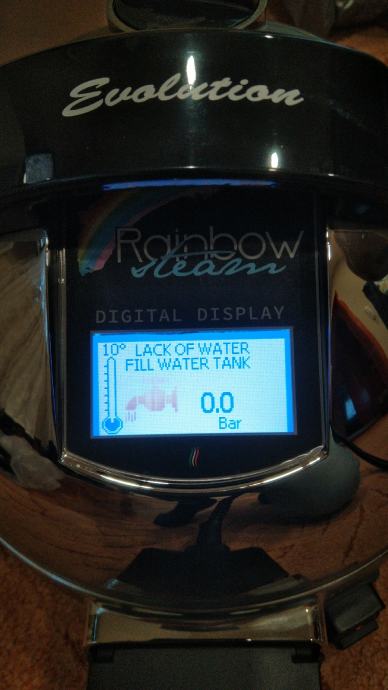 Evolution
Rainbow
steam
DIGITAL DISPLAY
10° LACK OF WATER
FILL WATER TANK
0.0
Bar